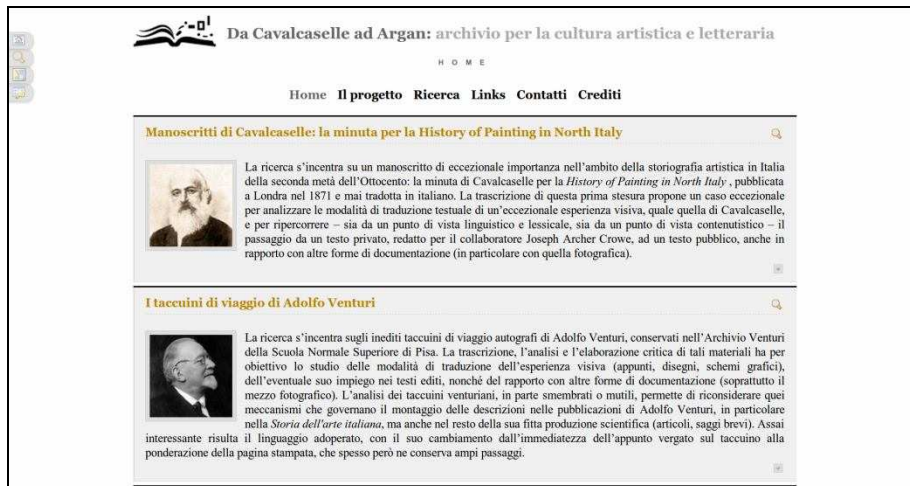 Da Cavalcaselle ad Argan: archivio per la cultura artistica e letteraria
HOME
Home Il progetto Ricerca Links Contatti Crediti
Manoscritti di Cavalcaselle: la minuta per la History of Painting in North Italy
La ricerca s'incentra su un manoscritto di eccezionale importanza nell'ambito della storiografia artistica in Italia
della seconda metà dell'Ottocento: la minuta di Cavalcaselle per la History of Painting in North Italy , pubblicata
a Londra nel 1871 e mai tradotta in italiano. La trascrizione di questa prima stesura propone un caso eccezionale
per analizzare le modalità di traduzione testuale di un'eccezionale esperienza visiva, quale quella di Cavalcaselle,
e per ripercorrere – sia da un punto di vista linguistico e lessicale, sia da un punto di vista contenutistico – il
passaggio da un testo privato, redatto per il collaboratore Joseph Archer Crowe, ad un testo pubblico, anche in
rapporto con altre forme di documentazione (in particolare con quella fotografica).
I taccuini di viaggio di Adolfo Venturi
La ricerca s'incentra sugli inediti taccuini di viaggio autografi di Adolfo Venturi, conservati nell'Archivio Venturi
della Scuola Normale Superiore di Pisa. La trascrizione, l'analisi e l'elaborazione critica di tali materiali ha per
obiettivo lo studio delle modalità di traduzione dell'esperienza visiva (appunti, disegni, schemi grafici),
dell'eventuale suo impiego nei testi editi, nonché del rapporto con altre forme di documentazione (soprattutto il
mezzo fotografico). L'analisi dei taccuini venturiani, in parte smembrati o mutili, permette di riconsiderare quei
meccanismi che governano il montaggio delle descrizioni nelle pubblicazioni di Adolfo Venturi, in particolare
nella Storia dell'arte italiana, ma anche nel resto della sua fitta produzione scientifica (articoli, saggi brevi). Assai
interessante risulta il linguaggio adoperato, con il suo cambiamento dall'immediatezza dell'appunto vergato sul taccuino alla
ponderazione della pagina stampata, che spesso però ne conserva ampi passaggi.